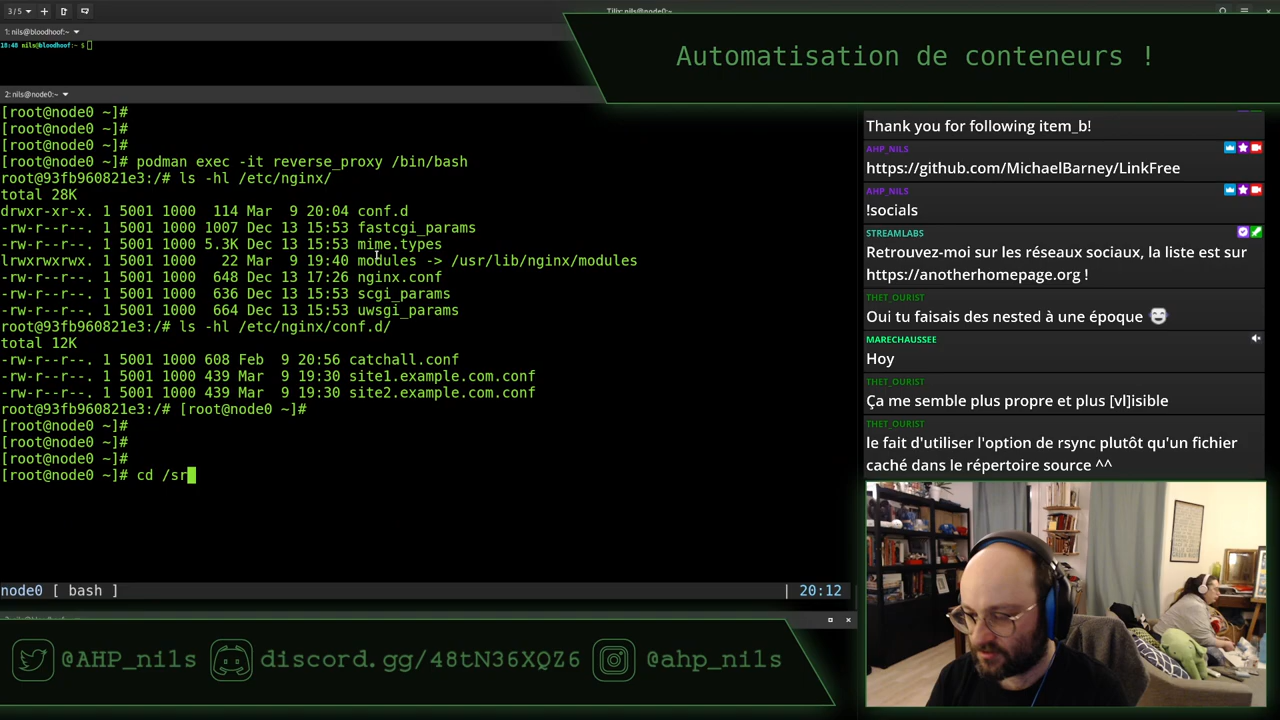 3 / 5
Tilix: nils@node0:~
1: nils@bloodhoof:~
18:48 nils@bloodhoof:~ $
Automatisation de conteneurs !
2: nils@node0:~
[root@node0 ~]#
[root@node0 ~]#
[root@node0 ~]#
[root@node0 ~]# podman exec -it reverse_proxy /bin/bash
root@93fb960821e3:/# ls -hl /etc/nginx/
total 28K
drwxr-xr-x. 1 5001 1000  114 Mar  9 20:04 conf.d
-rw-r--r--. 1 5001 1000 1007 Dec 13 15:53 fastcgi_params
-rw-r--r--. 1 5001 1000 5.3K Dec 13 15:53 mime.types
lrwxrwxrwx. 1 5001 1000   22 Mar  9 19:40 modules -> /usr/lib/nginx/modules
-rw-r--r--. 1 5001 1000  648 Dec 13 17:26 nginx.conf
-rw-r--r--. 1 5001 1000  636 Dec 13 15:53 scgi_params
-rw-r--r--. 1 5001 1000  664 Dec 13 15:53 uwsgi_params
root@93fb960821e3:/# ls -hl /etc/nginx/conf.d/
total 12K
-rw-r--r--. 1 5001 1000 608 Feb  9 20:56 catchall.conf
-rw-r--r--. 1 5001 1000 439 Mar  9 19:30 site1.example.com.conf
-rw-r--r--. 1 5001 1000 439 Mar  9 19:30 site2.example.com.conf
root@93fb960821e3:/# [root@node0 ~]#
[root@node0 ~]#
[root@node0 ~]#
[root@node0 ~]#
[root@node0 ~]# cd /sr
node0 [ bash ]
| 20:12
Thank you for following item_b!
AHP_NILS
https://github.com/MichaelBarney/LinkFree
AHP_NILS
!socials
STREAMLABS
Retrouvez-moi sur les réseaux sociaux, la liste est sur
https://anotherhomepage.org !
THET_OURIST
Oui tu faisais des nested à une époque
MARECHAUSSEE
Hoy
THET_OURIST
Ça me semble plus propre et plus [vl]isible
THET_OURIST
le fait d'utiliser l'option de rsync plutôt qu'un fichier
caché dans le répertoire source ^^
@AHP_nils
discord.gg/48tN36XQZ6
@ahp_nils